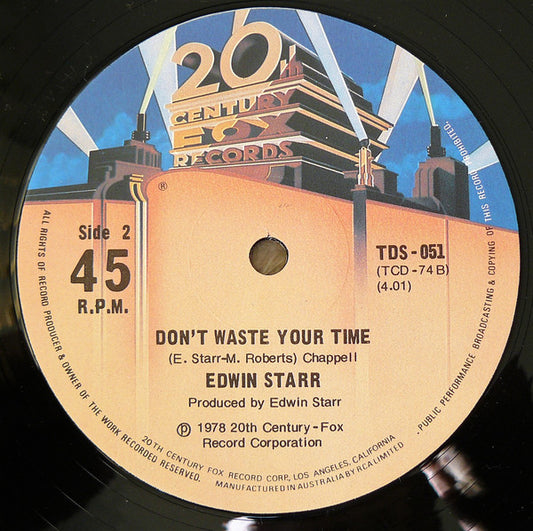 20th
CENTURY
FOX
RECORDS
®
Side 2
45
R.P.M.
TDS-051
(TCD-74B)
(4.01)
DON'T WASTE YOUR TIME
(E. Starr-M. Roberts) Chappell
EDWIN STARR
Produced by Edwin Starr
℗ 1978 20th Century-Fox
Record Corporation
ALL RIGHTS OF RECORD PRODUCER & OWNER OF THE WORK RECORDED RESERVED.
20TH CENTURY FOX RECORD CORP, LOS ANGELES, CALIFORNIA
MANUFACTURED IN AUSTRALIA BY RCA LIMITED
. PUBLIC PERFORMANCE BROADCASTING & COPYING OF THIS RECORD PROHIBITED.